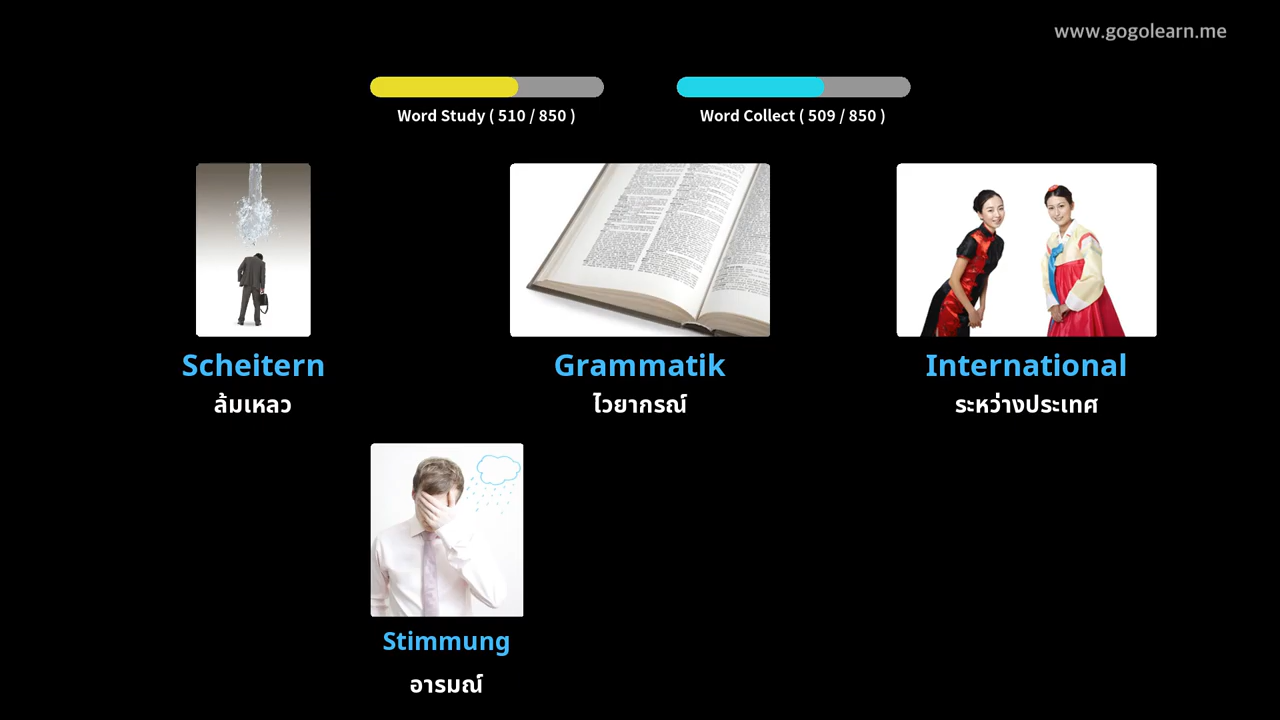 www.gogolearn.me
Word Study ( 510 / 850 )
Word Collect ( 509 / 850 )
Scheitern
ล้มเหลว
Grammatik
ไวยากรณ์
International
ระหว่างประเทศ
Stimmung
อารมณ์